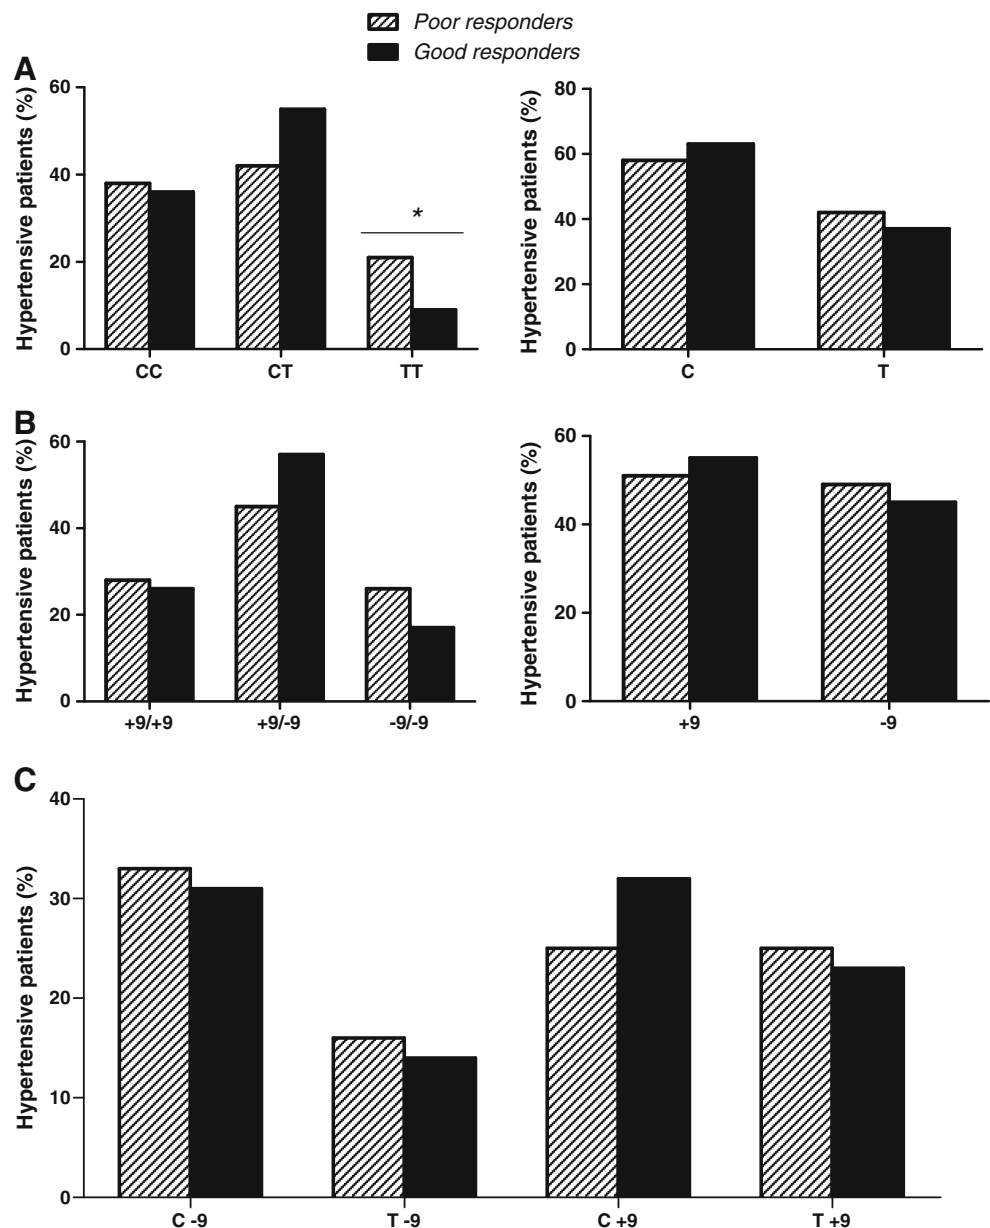 Poor responders
Good responders
A
Hypertensive patients (%)
60
40
20
0
*
CC CT TT
Hypertensive patients (%)
80
60
40
20
0
C T
B
Hypertensive patients (%)
60
40
20
0
+9/+9 +9/-9 -9/-9
Hypertensive patients (%)
60
40
20
0
+9 -9
C
Hypertensive patients (%)
40
30
20
10
0
C -9 T -9 C +9 T +9